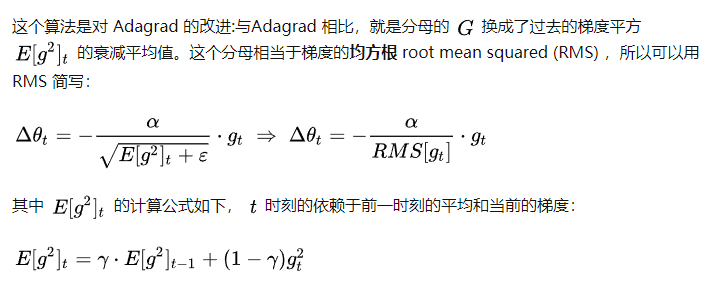 这个算法是对 Adagrad 的改进:与Adagrad 相比，就是分母的 G 换成了过去的梯度平方
E[g²]ₜ 的衰减平均值。这个分母相当于梯度的均方根 root mean squared (RMS) ，所以可以用
RMS 简写：
Δθₜ = −α/√(E[g²]ₜ + ε) · gₜ ⇒ Δθₜ = −α/RMS[gₜ] · gₜ
其中 E[g²]ₜ 的计算公式如下， t 时刻的依赖于前一时刻的平均和当前的梯度：
E[g²]ₜ = γ · E[g²]ₜ₋₁ + (1 − γ)gₜ²